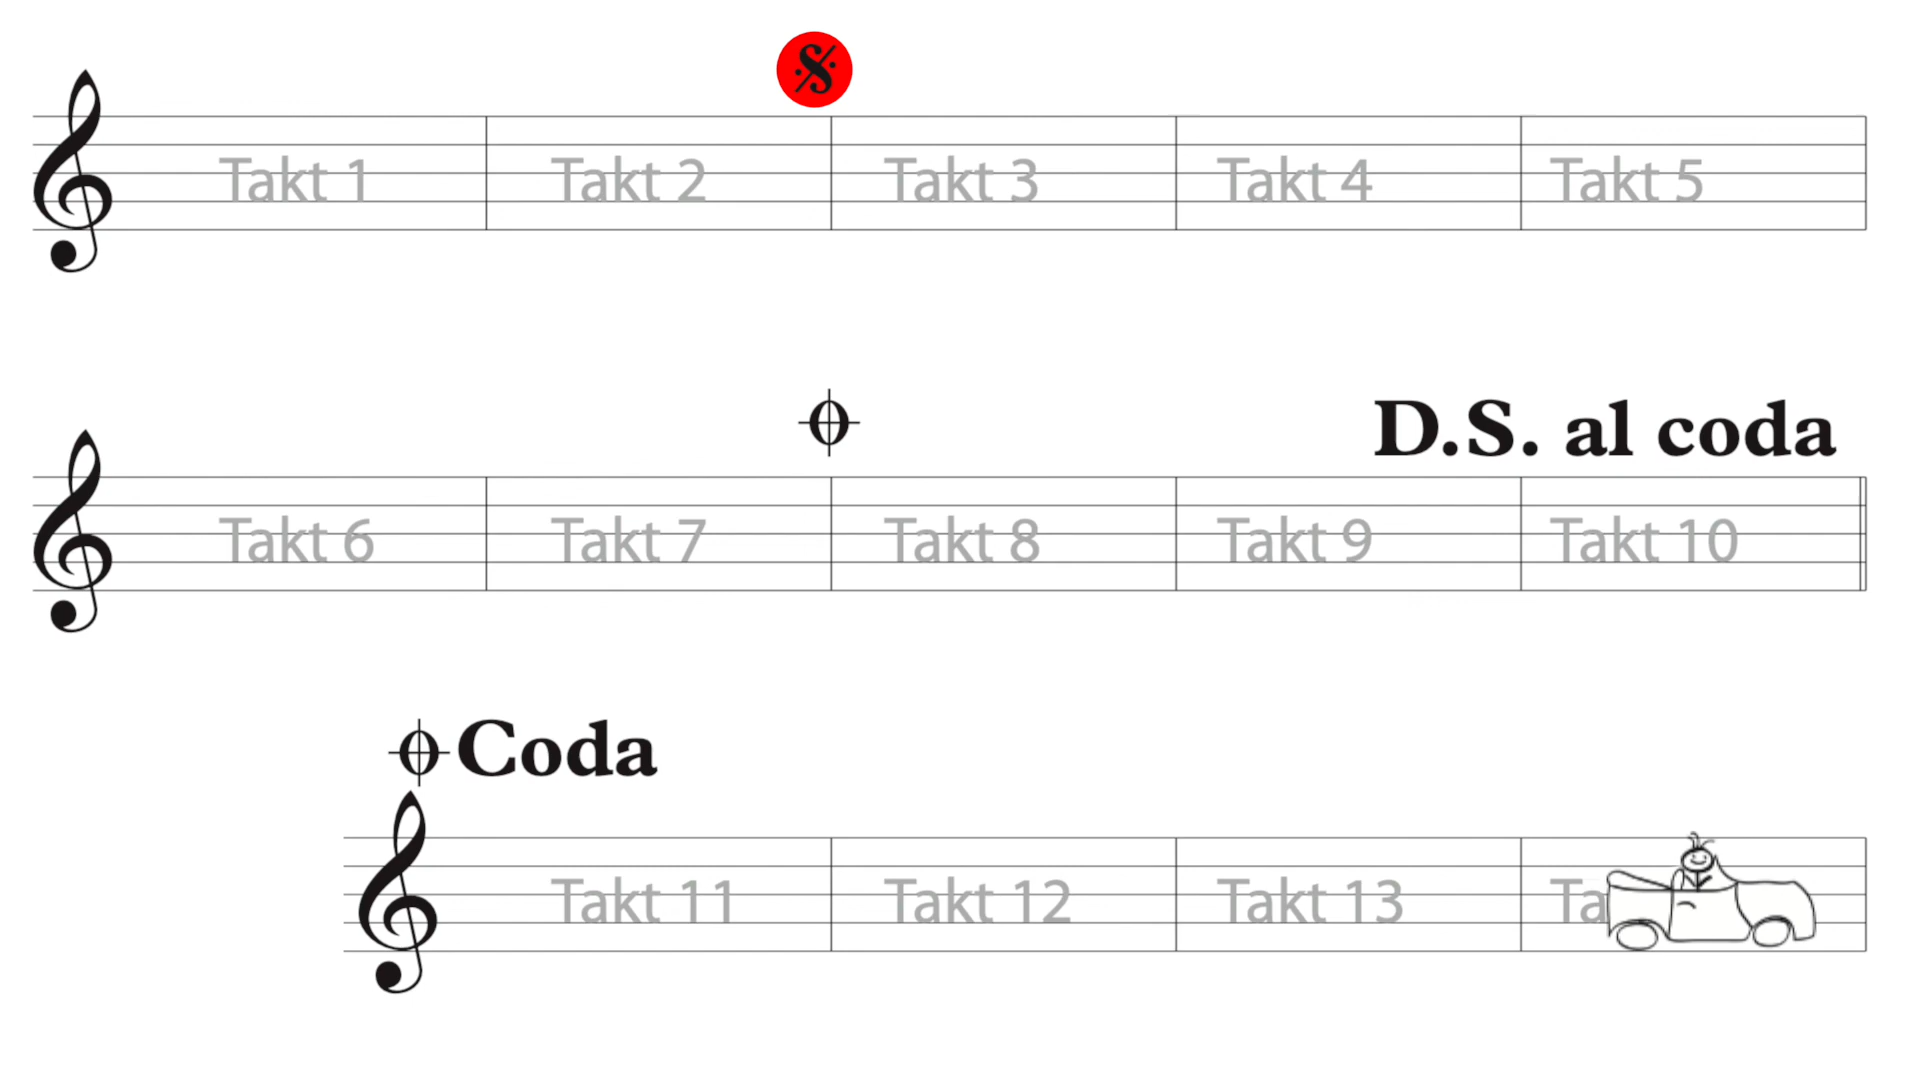 Takt 1 Takt 2 Takt 3 Takt 4 Takt 5
D.S. al coda
Takt 6 Takt 7 Takt 8 Takt 9 Takt 10
Coda
Takt 11 Takt 12 Takt 13